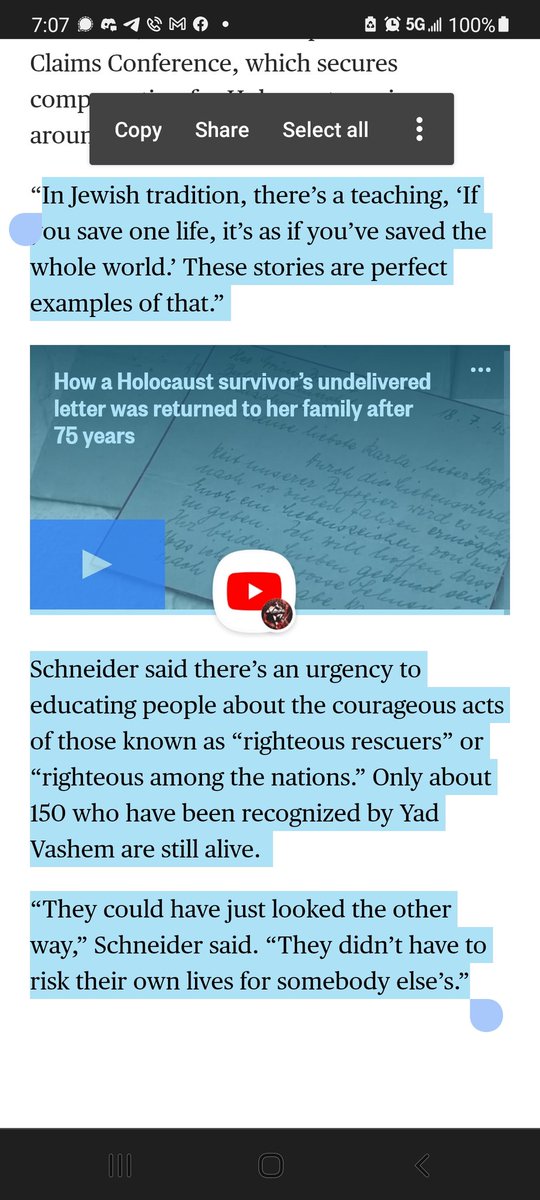 7:07
5G 100%
Claims Conference, which secures
Copy Share Select all
“In Jewish tradition, there’s a teaching, ‘If
you save one life, it’s as if you’ve saved the
whole world.’ These stories are perfect
examples of that.”
How a Holocaust survivor’s undelivered
letter was returned to her family after
75 years
Schneider said there’s an urgency to
educating people about the courageous acts
of those known as “righteous rescuers” or
“righteous among the nations.” Only about
150 who have been recognized by Yad
Vashem are still alive.
“They could have just looked the other
way,” Schneider said. “They didn’t have to
risk their own lives for somebody else’s.”